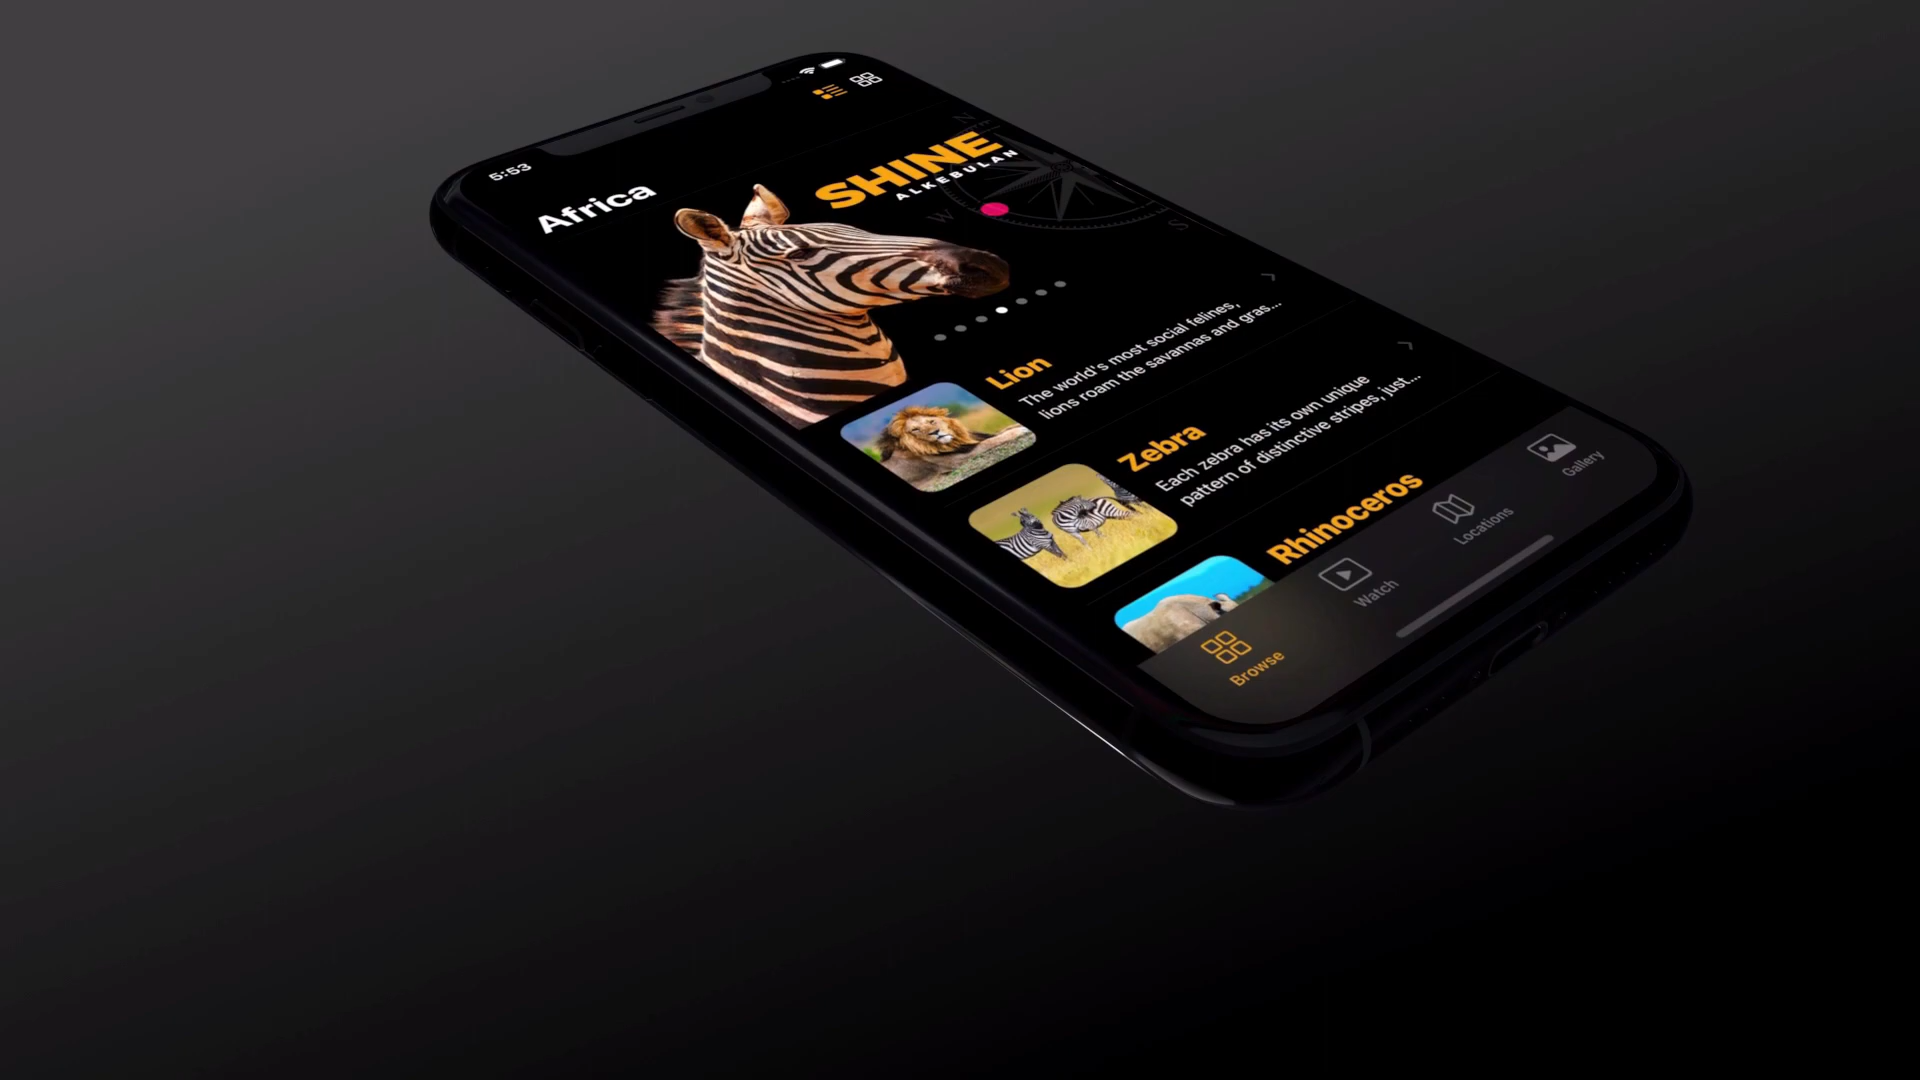 5:53
Africa
SHINE
ALKEBULAN
N
W
S
Lion
The world's most social felines,
lions roam the savannas and gras...
Zebra
Each zebra has its own unique
pattern of distinctive stripes, just...
Rhinoceros
Browse
Watch
Locations
Gallery